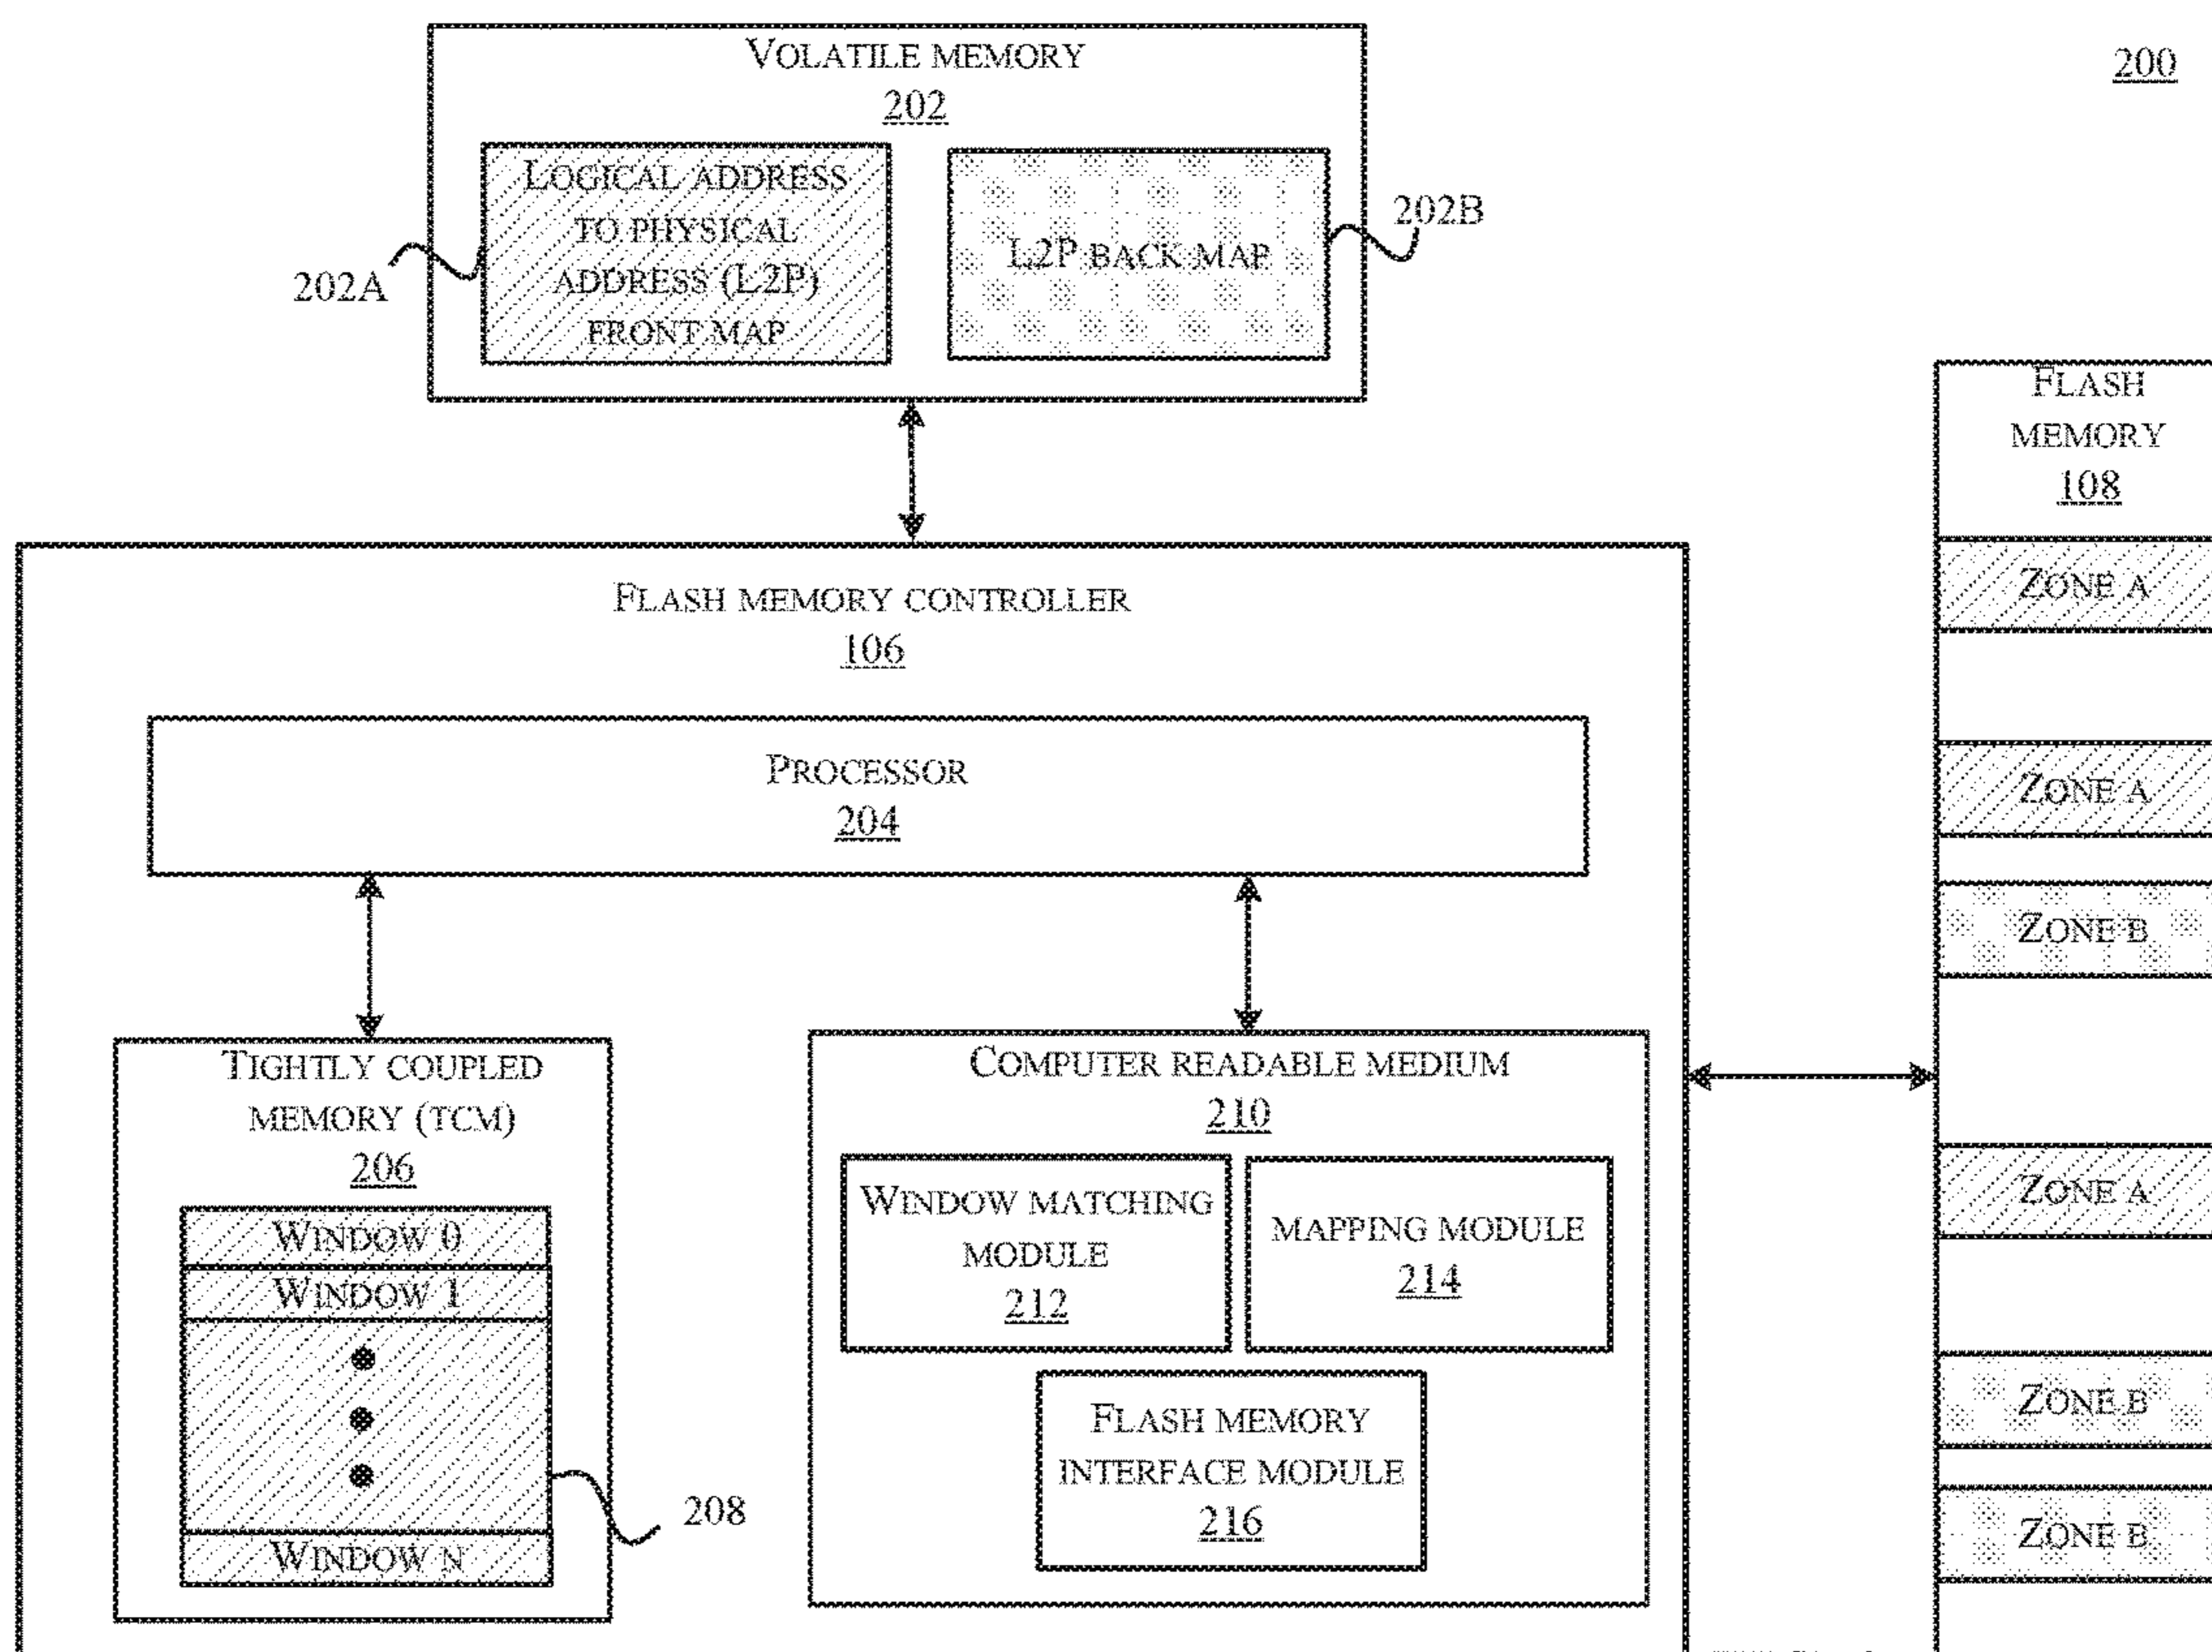 200
VOLATILE MEMORY
202
LOGICAL ADDRESS
TO PHYSICAL
ADDRESS (L2P)
FRONT MAP
L2P BACK MAP
202A
202B
FLASH MEMORY CONTROLLER
106
PROCESSOR
204
TIGHTLY COUPLED
MEMORY (TCM)
206
WINDOW 0
WINDOW 1
WINDOW N
208
COMPUTER READABLE MEDIUM
210
WINDOW MATCHING
MODULE
212
MAPPING MODULE
214
FLASH MEMORY
INTERFACE MODULE
216
FLASH
MEMORY
108
ZONE A
ZONE A
ZONE B
ZONE A
ZONE B
ZONE B